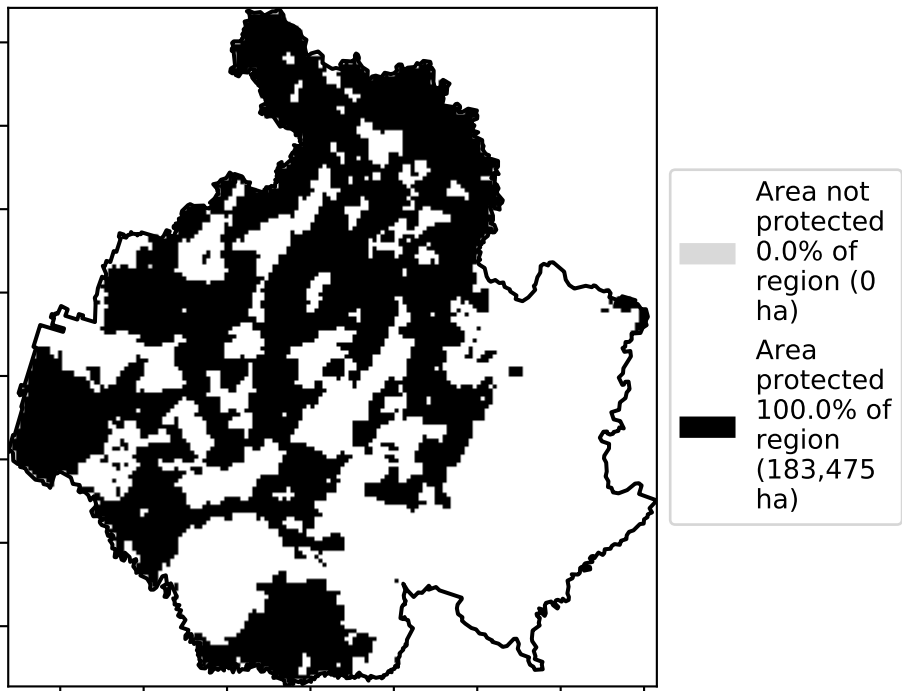 Area not
protected
0.0% of
region (0
ha)
Area
protected
100.0% of
region
(183,475
ha)